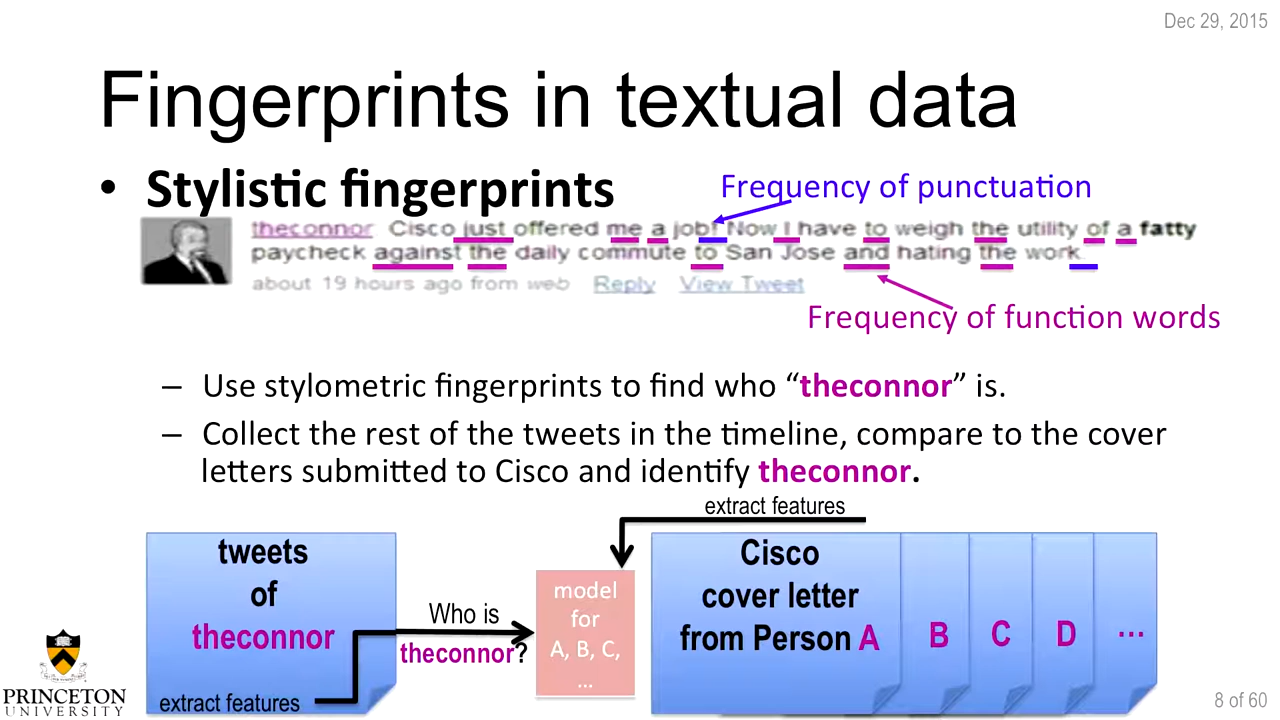 Dec 29, 2015
Fingerprints in textual data
• Stylistic fingerprints
Frequency of punctuation
theconnor Cisco just offered me a job! Now I have to weigh the utility of a fatty
paycheck against the daily commute to San Jose and hating the work.
about 19 hours ago from web Reply View Tweet
Frequency of function words
– Use stylometric fingerprints to find who “theconnor” is.
– Collect the rest of the tweets in the timeline, compare to the cover
letters submitted to Cisco and identify theconnor.
extract features
tweets
of
theconnor
extract features
Who is
theconnor?
model
for
A, B, C,
...
Cisco
cover letter
from Person A
B
C
D
...
PRINCETON
UNIVERSITY
8 of 60